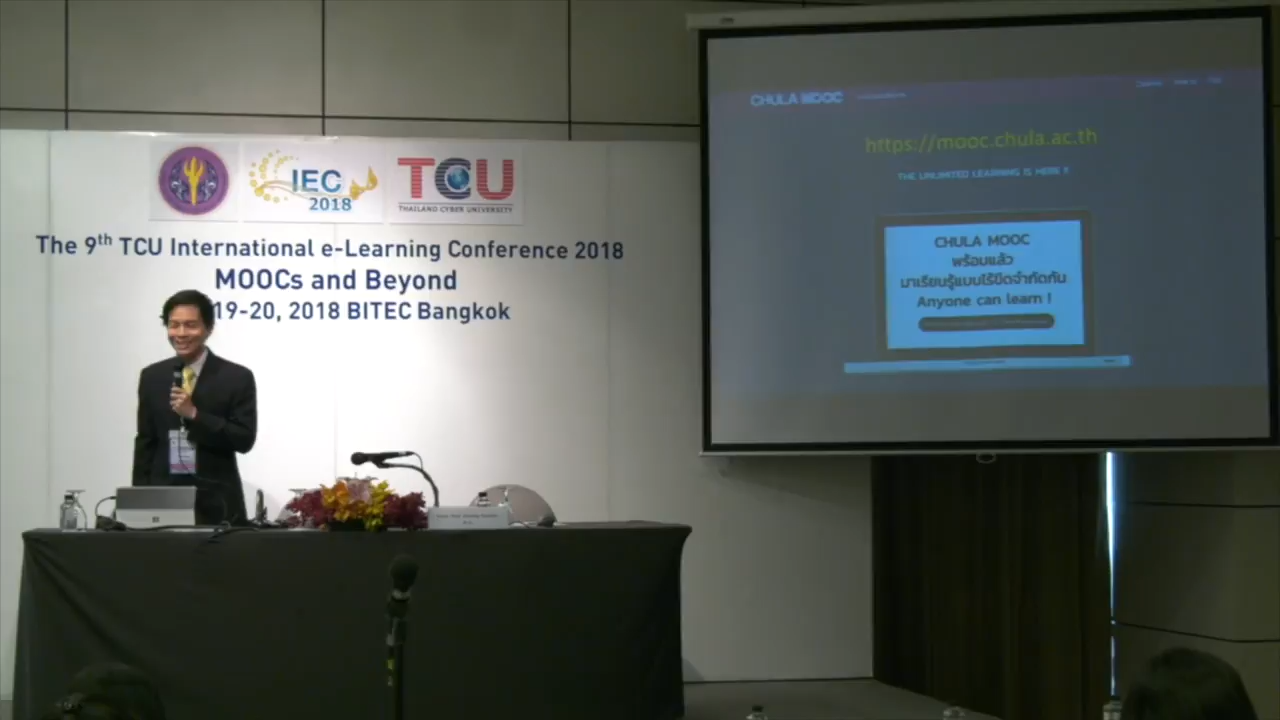 IEC
2018
TCU
THAILAND CYBER UNIVERSITY
The 9th TCU International e-Learning Conference 2018
MOOCs and Beyond
19-20, 2018 BITEC Bangkok
CHULA MOOC
https://mooc.chula.ac.th
THE UNLIMITED LEARNING IS HERE !!
CHULA MOOC
พร้อมแล้ว
มาเรียนรู้แบบไร้ขีดจำกัดกัน
Anyone can learn !